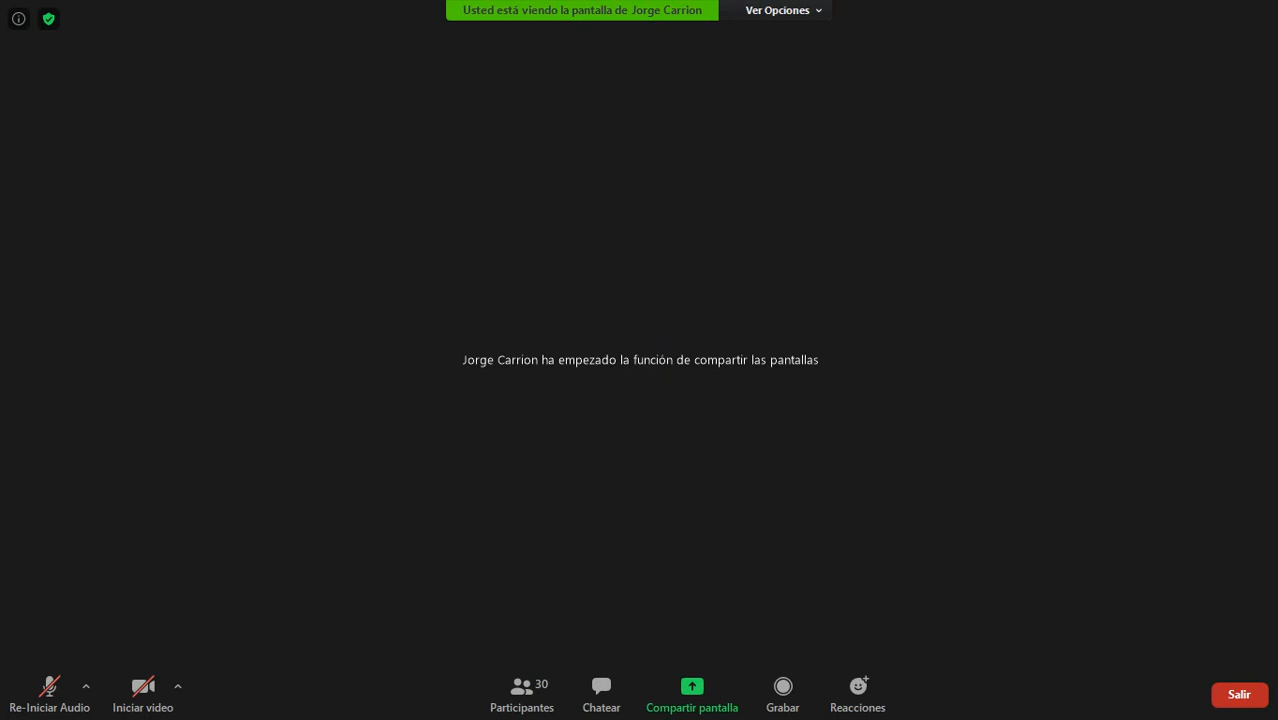 Usted está viendo la pantalla de Jorge Carrion
Ver Opciones
Jorge Carrion ha empezado la función de compartir las pantallas
30
Re-Iniciar Audio
Iniciar video
Participantes
Chatear
Compartir pantalla
Grabar
Reacciones
Salir